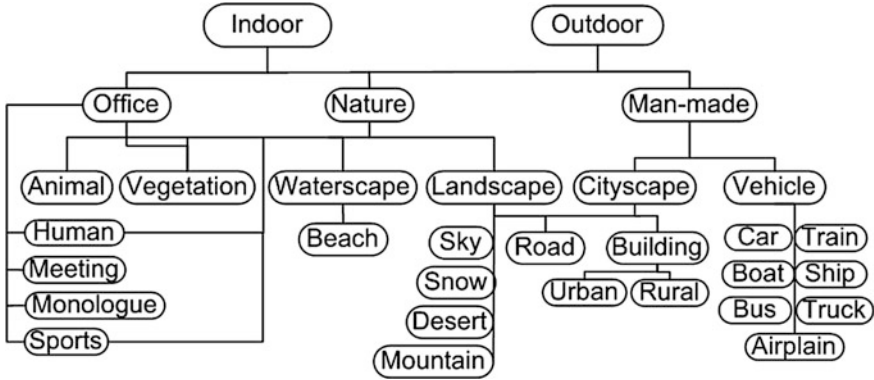 Indoor Outdoor
Office Nature Man-made
Animal Vegetation Waterscape Landscape Cityscape Vehicle
Human Beach Sky Road Building Car Train
Meeting Snow Urban Rural Boat Ship
Monologue Desert Bus Truck
Sports Mountain Airplain